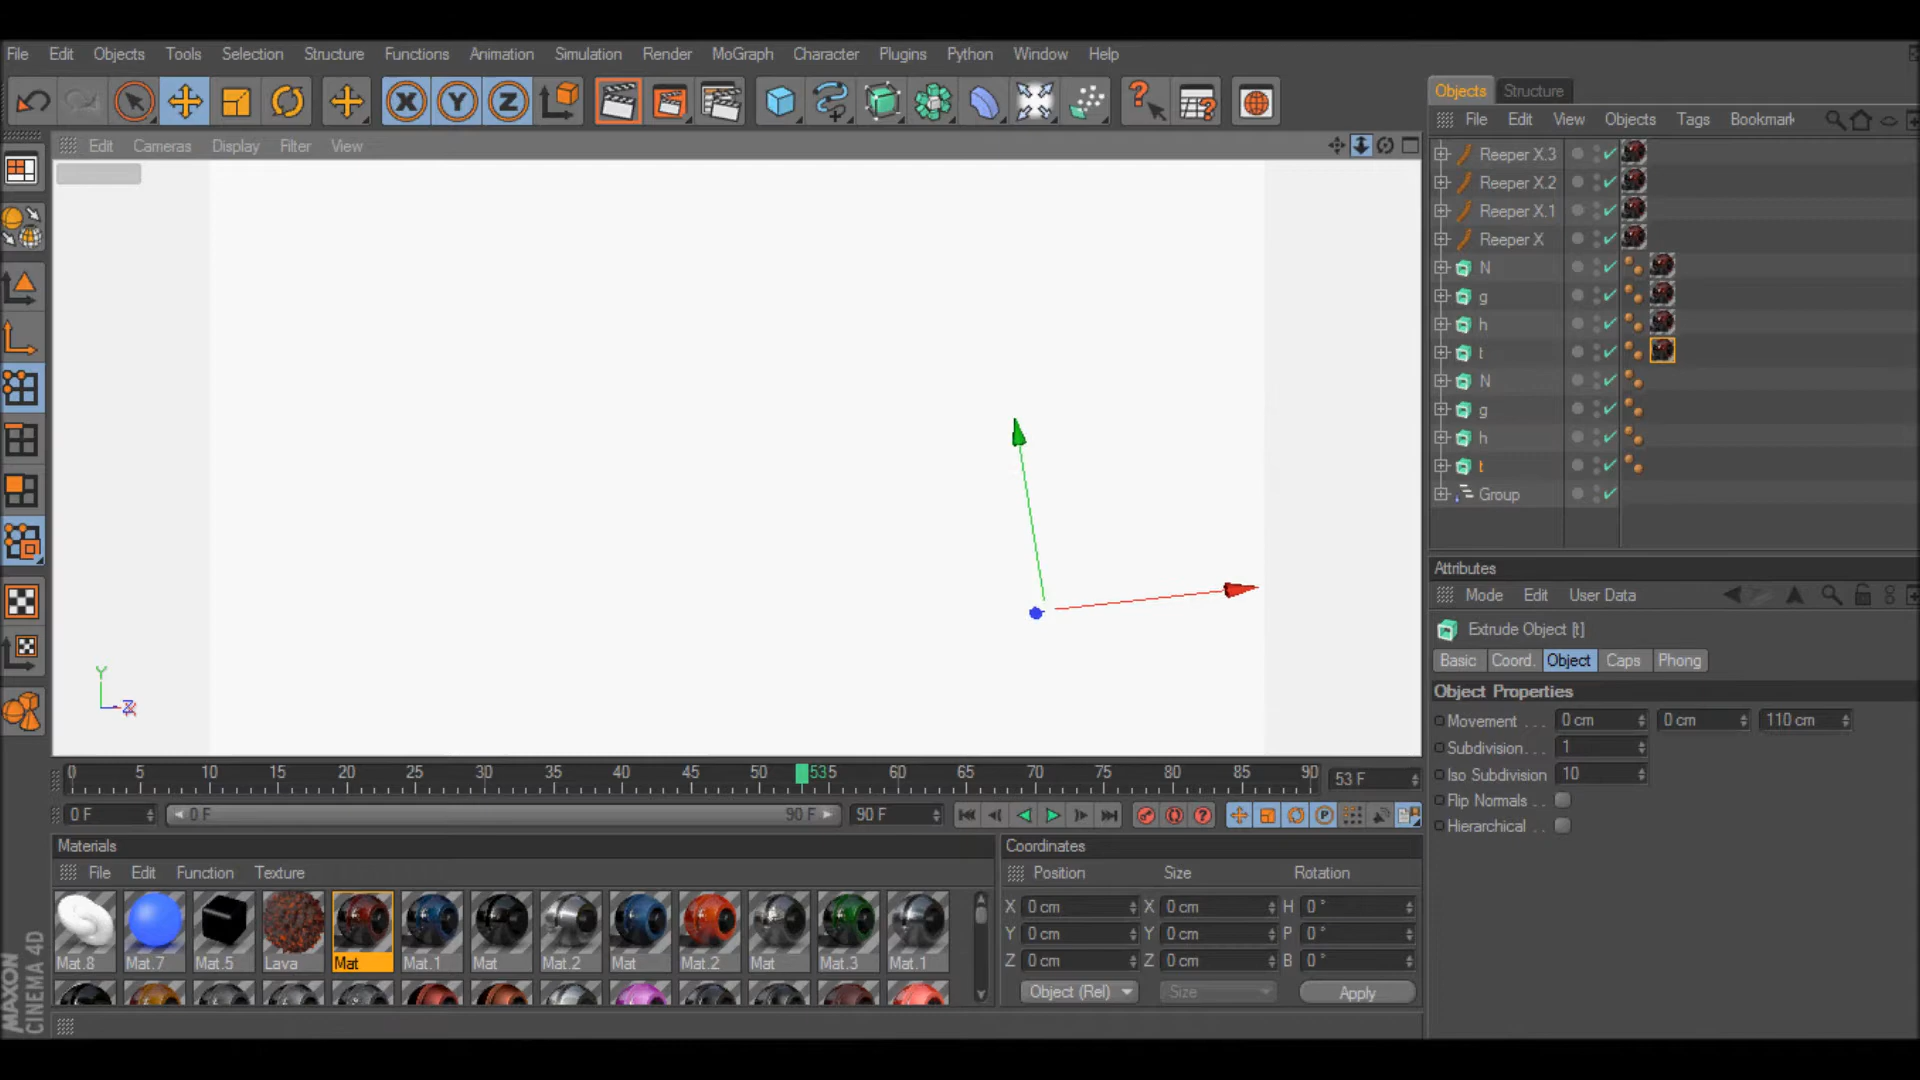 File Edit Objects Tools Selection Structure Functions Animation Simulation Render MoGraph Character Plugins Python Window Help
X Y Z
Objects Structure
File Edit View Objects Tags Bookmark
Edit Cameras Display Filter View
Reeper X.3
Reeper X.2
Reeper X.1
Reeper X
N
g
h
t
N
g
h
t
Group
Y
Z X
Attributes
Mode Edit User Data
Extrude Object [t]
Basic Coord. Object Caps Phong
Object Properties
Movement . . . 0 cm 0 cm 110 cm
Subdivision . . . 1
Iso Subdivision 10
Flip Normals . .
Hierarchical . .
0 5 10 15 20 25 30 35 40 45 50 535 60 65 70 75 80 85 90 53 F
0 F 0 F 90 F 90 F
P
Materials
File Edit Function Texture
Mat.8 Mat.7 Mat.5 Lava Mat Mat.1 Mat Mat.2 Mat Mat.2 Mat Mat.3 Mat.1
Coordinates
Position Size Rotation
X 0 cm X 0 cm H 0 °
Y 0 cm Y 0 cm P 0 °
Z 0 cm Z 0 cm B 0 °
Object (Rel) Size Apply
MAXON
CINEMA 4D